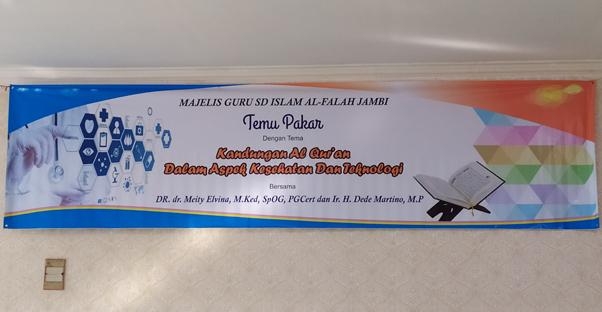 MAJELIS GURU SD ISLAM AL-FALAH JAMBI
Temu Pakar
Dengan Tema
Kandungan Al Qur'an
Dalam Aspek Kesehatan Dan Teknologi
Bersama
DR. dr. Meity Elvina, M.Ked, SpOG, PGCert dan Ir. H. Dede Martino, M.P